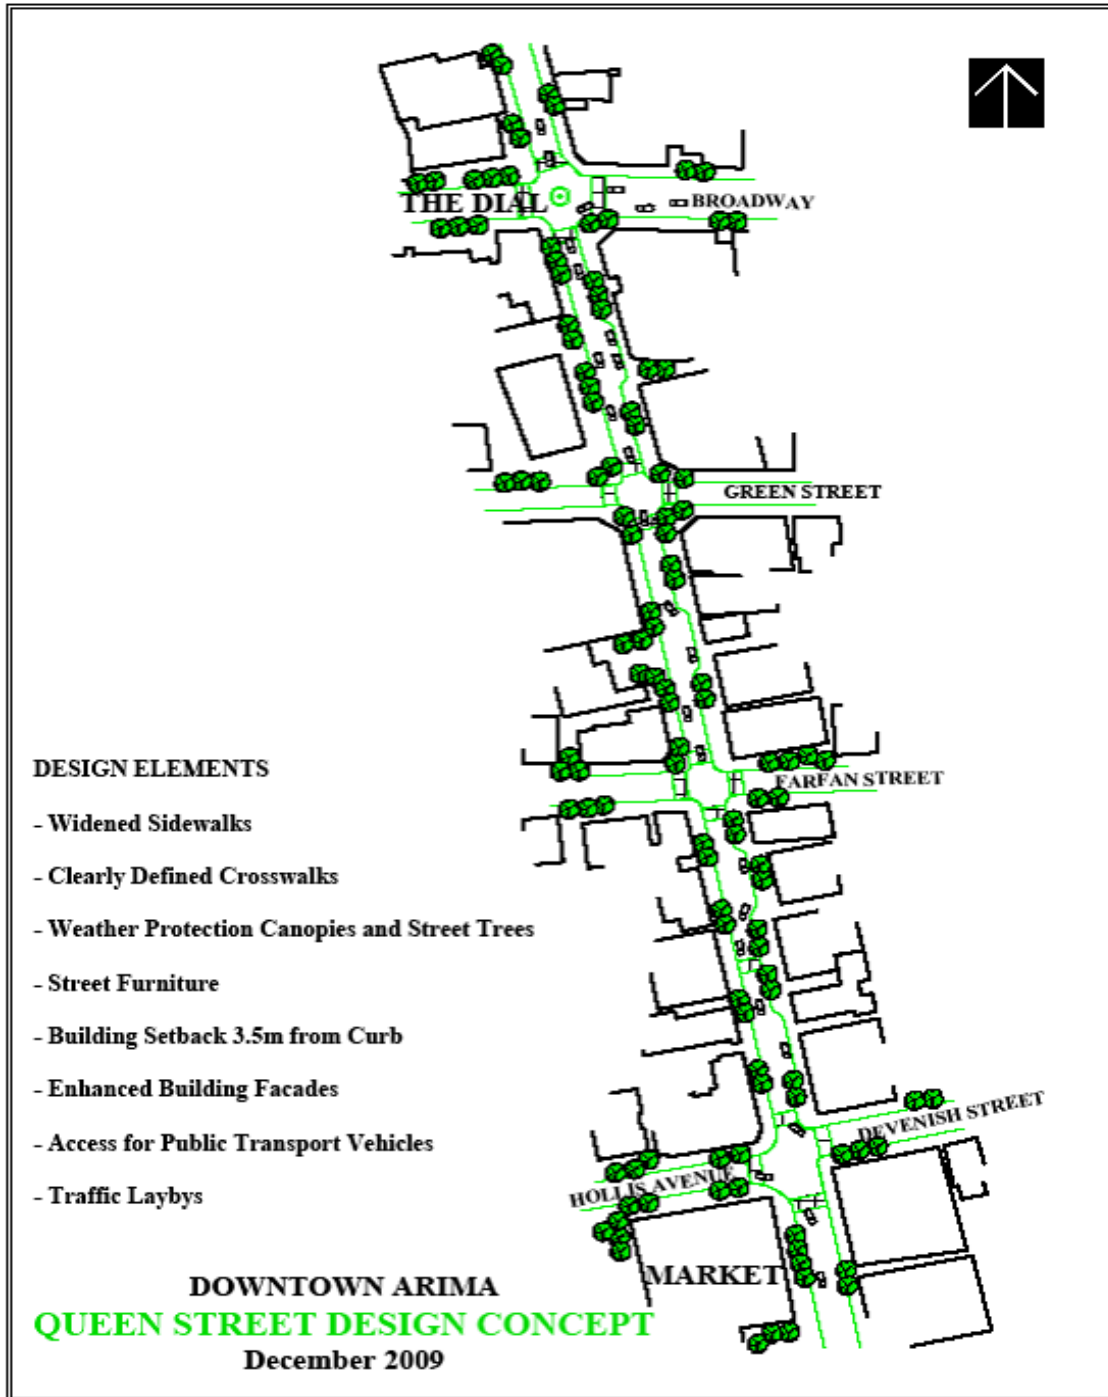 THE DIAL
BROADWAY
GREEN STREET
FARFAN STREET
DESIGN ELEMENTS
- Widened Sidewalks
- Clearly Defined Crosswalks
- Weather Protection Canopies and Street Trees
- Street Furniture
- Building Setback 3.5m from Curb
- Enhanced Building Facades
- Access for Public Transport Vehicles
- Traffic Laybys
DEVENISH STREET
HOLLIS AVENUE
MARKET
DOWNTOWN ARIMA
QUEEN STREET DESIGN CONCEPT
December 2009